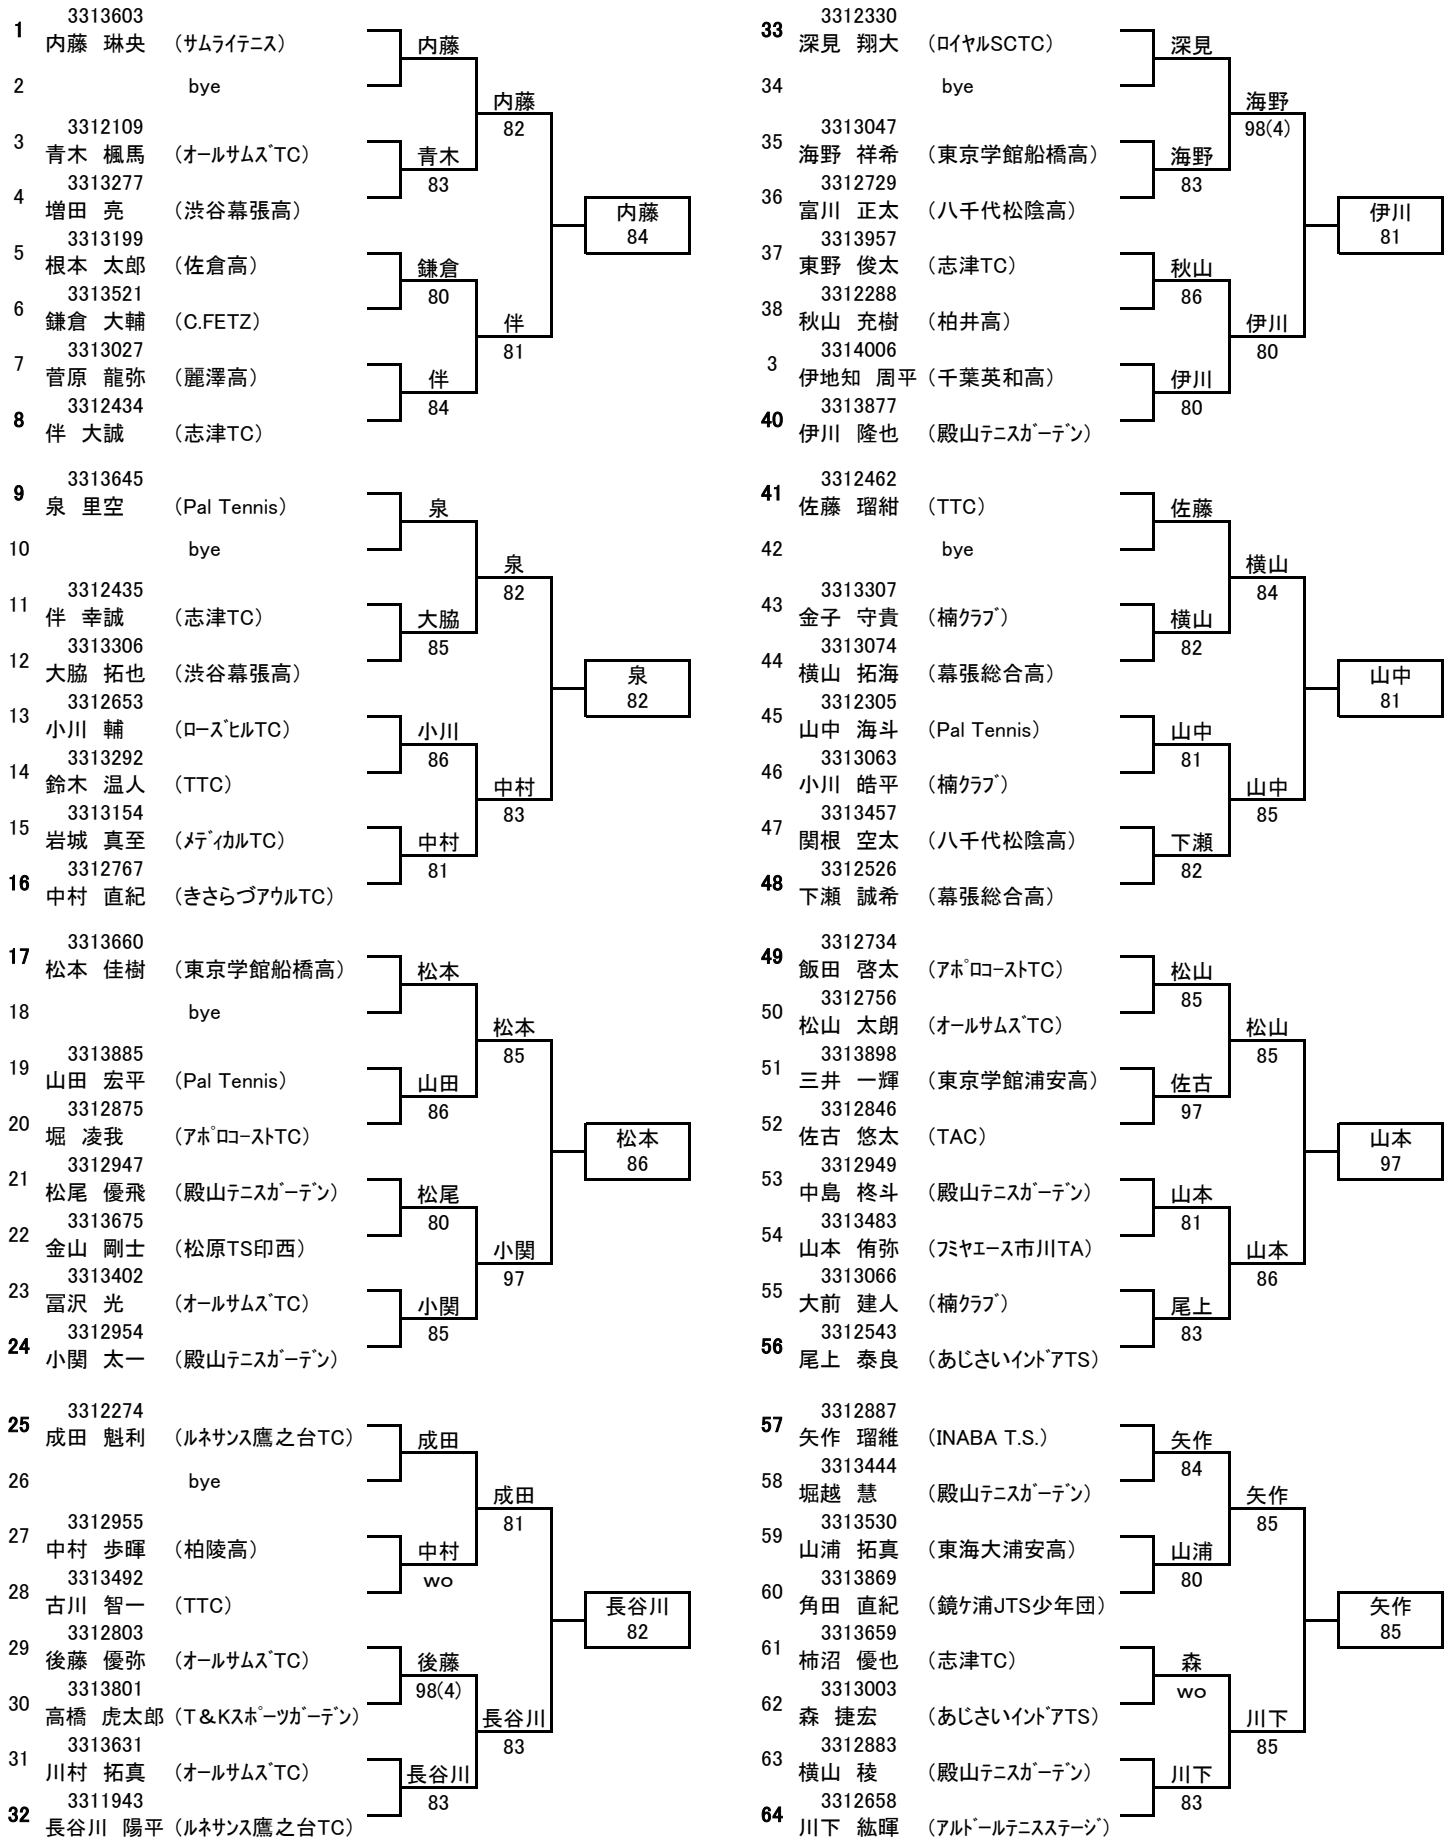 3313603
1 内藤 琳央 (サムライテニス) 内藤
2 bye
内藤
82
3312109
3 青木 楓馬 (オールサムズTC) 青木
83
3313277
4 増田 亮 (渋谷幕張高)
内藤
84
3313199
5 根本 太郎 (佐倉高) 鎌倉
80
3313521
6 鎌倉 大輔 (C.FETZ)
伴
81
3313027
7 菅原 龍弥 (麗澤高) 伴
84
3312434
8 伴 大誠 (志津TC)
3313645
9 泉 里空 (Pal Tennis) 泉
10 bye
泉
82
3312435
11 伴 幸誠 (志津TC) 大脇
85
3313306
12 大脇 拓也 (渋谷幕張高)
泉
82
3312653
13 小川 輔 (ローズヒルTC) 小川
86
3313292
14 鈴木 温人 (TTC)
中村
83
3313154
15 岩城 真至 (メディカルTC) 中村
81
3312767
16 中村 直紀 (きさらづアウルTC)
3313660
17 松本 佳樹 (東京学館船橋高) 松本
18 bye
松本
85
3313885
19 山田 宏平 (Pal Tennis) 山田
86
3312875
20 堀 凌我 (アポロコーストTC)
松本
86
3312947
21 松尾 優飛 (殿山テニスガーデン) 松尾
80
3313675
22 金山 剛士 (松原TS印西)
小関
97
3313402
23 冨沢 光 (オールサムズTC) 小関
85
3312954
24 小関 太一 (殿山テニスガーデン)
3312274
25 成田 魁利 (ルネサンス鷹之台TC) 成田
26 bye
成田
81
3312955
27 中村 歩暉 (柏陵高) 中村
wo
3313492
28 古川 智一 (TTC)
長谷川
82
3312803
29 後藤 優弥 (オールサムズTC) 後藤
98(4)
3313801
30 高橋 虎太郎 (T&Kスポーツガーデン)
長谷川
83
3313631
31 川村 拓真 (オールサムズTC) 長谷川
83
3311943
32 長谷川 陽平 (ルネサンス鷹之台TC)
3312330
33 深見 翔大 (ロイヤルSCTC) 深見
34 bye
海野
98(4)
3313047
35 海野 祥希 (東京学館船橋高) 海野
83
3312729
36 富川 正太 (八千代松陰高)
伊川
81
3313957
37 東野 俊太 (志津TC) 秋山
86
3312288
38 秋山 充樹 (柏井高)
伊川
80
3314006
3 伊地知 周平 (千葉英和高) 伊川
80
3313877
40 伊川 隆也 (殿山テニスガーデン)
3312462
41 佐藤 瑠紺 (TTC) 佐藤
42 bye
横山
84
3313307
43 金子 守貴 (楠クラブ) 横山
82
3313074
44 横山 拓海 (幕張総合高)
山中
81
3312305
45 山中 海斗 (Pal Tennis) 山中
81
3313063
46 小川 皓平 (楠クラブ)
山中
85
3313457
47 関根 空太 (八千代松陰高) 下瀬
82
3312526
48 下瀬 誠希 (幕張総合高)
3312734
49 飯田 啓太 (アポロコーストTC) 松山
85
3312756
50 松山 太朗 (オールサムズTC)
松山
85
3313898
51 三井 一輝 (東京学館浦安高) 佐古
97
3312846
52 佐古 悠太 (TAC)
山本
97
3312949
53 中島 柊斗 (殿山テニスガーデン) 山本
81
3313483
54 山本 侑弥 (フミヤエース市川TA)
山本
86
3313066
55 大前 建人 (楠クラブ) 尾上
83
3312543
56 尾上 泰良 (あじさいインドアTS)
3312887
57 矢作 瑠維 (INABA T.S.) 矢作
84
3313444
58 堀越 慧 (殿山テニスガーデン)
矢作
85
3313530
59 山浦 拓真 (東海大浦安高) 山浦
80
3313869
60 角田 直紀 (鏡ケ浦JTS少年団)
矢作
85
3313659
61 柿沼 優也 (志津TC) 森
wo
3313003
62 森 捷宏 (あじさいインドアTS)
川下
85
3312883
63 横山 稜 (殿山テニスガーデン) 川下
83
3312658
64 川下 紘暉 (アルドールテニスステージ)